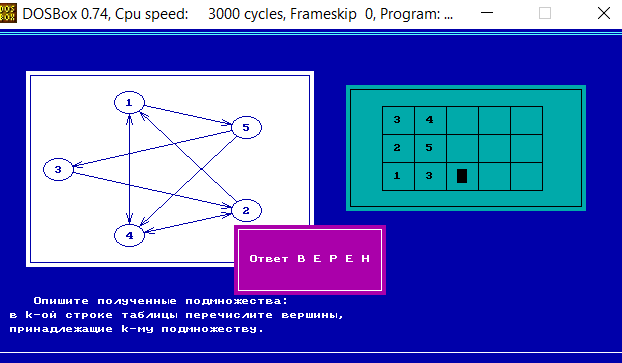 DOSBox 0.74, Cpu speed: 3000 cycles, Frameskip 0, Program: ...
1
5
3
2
4
3 4
2 5
1 3
Ответ В Е Р Е Н
Опишите полученные подмножества:
в k-ой строке таблицы перечислите вершины,
принадлежащие k-му подмножеству.